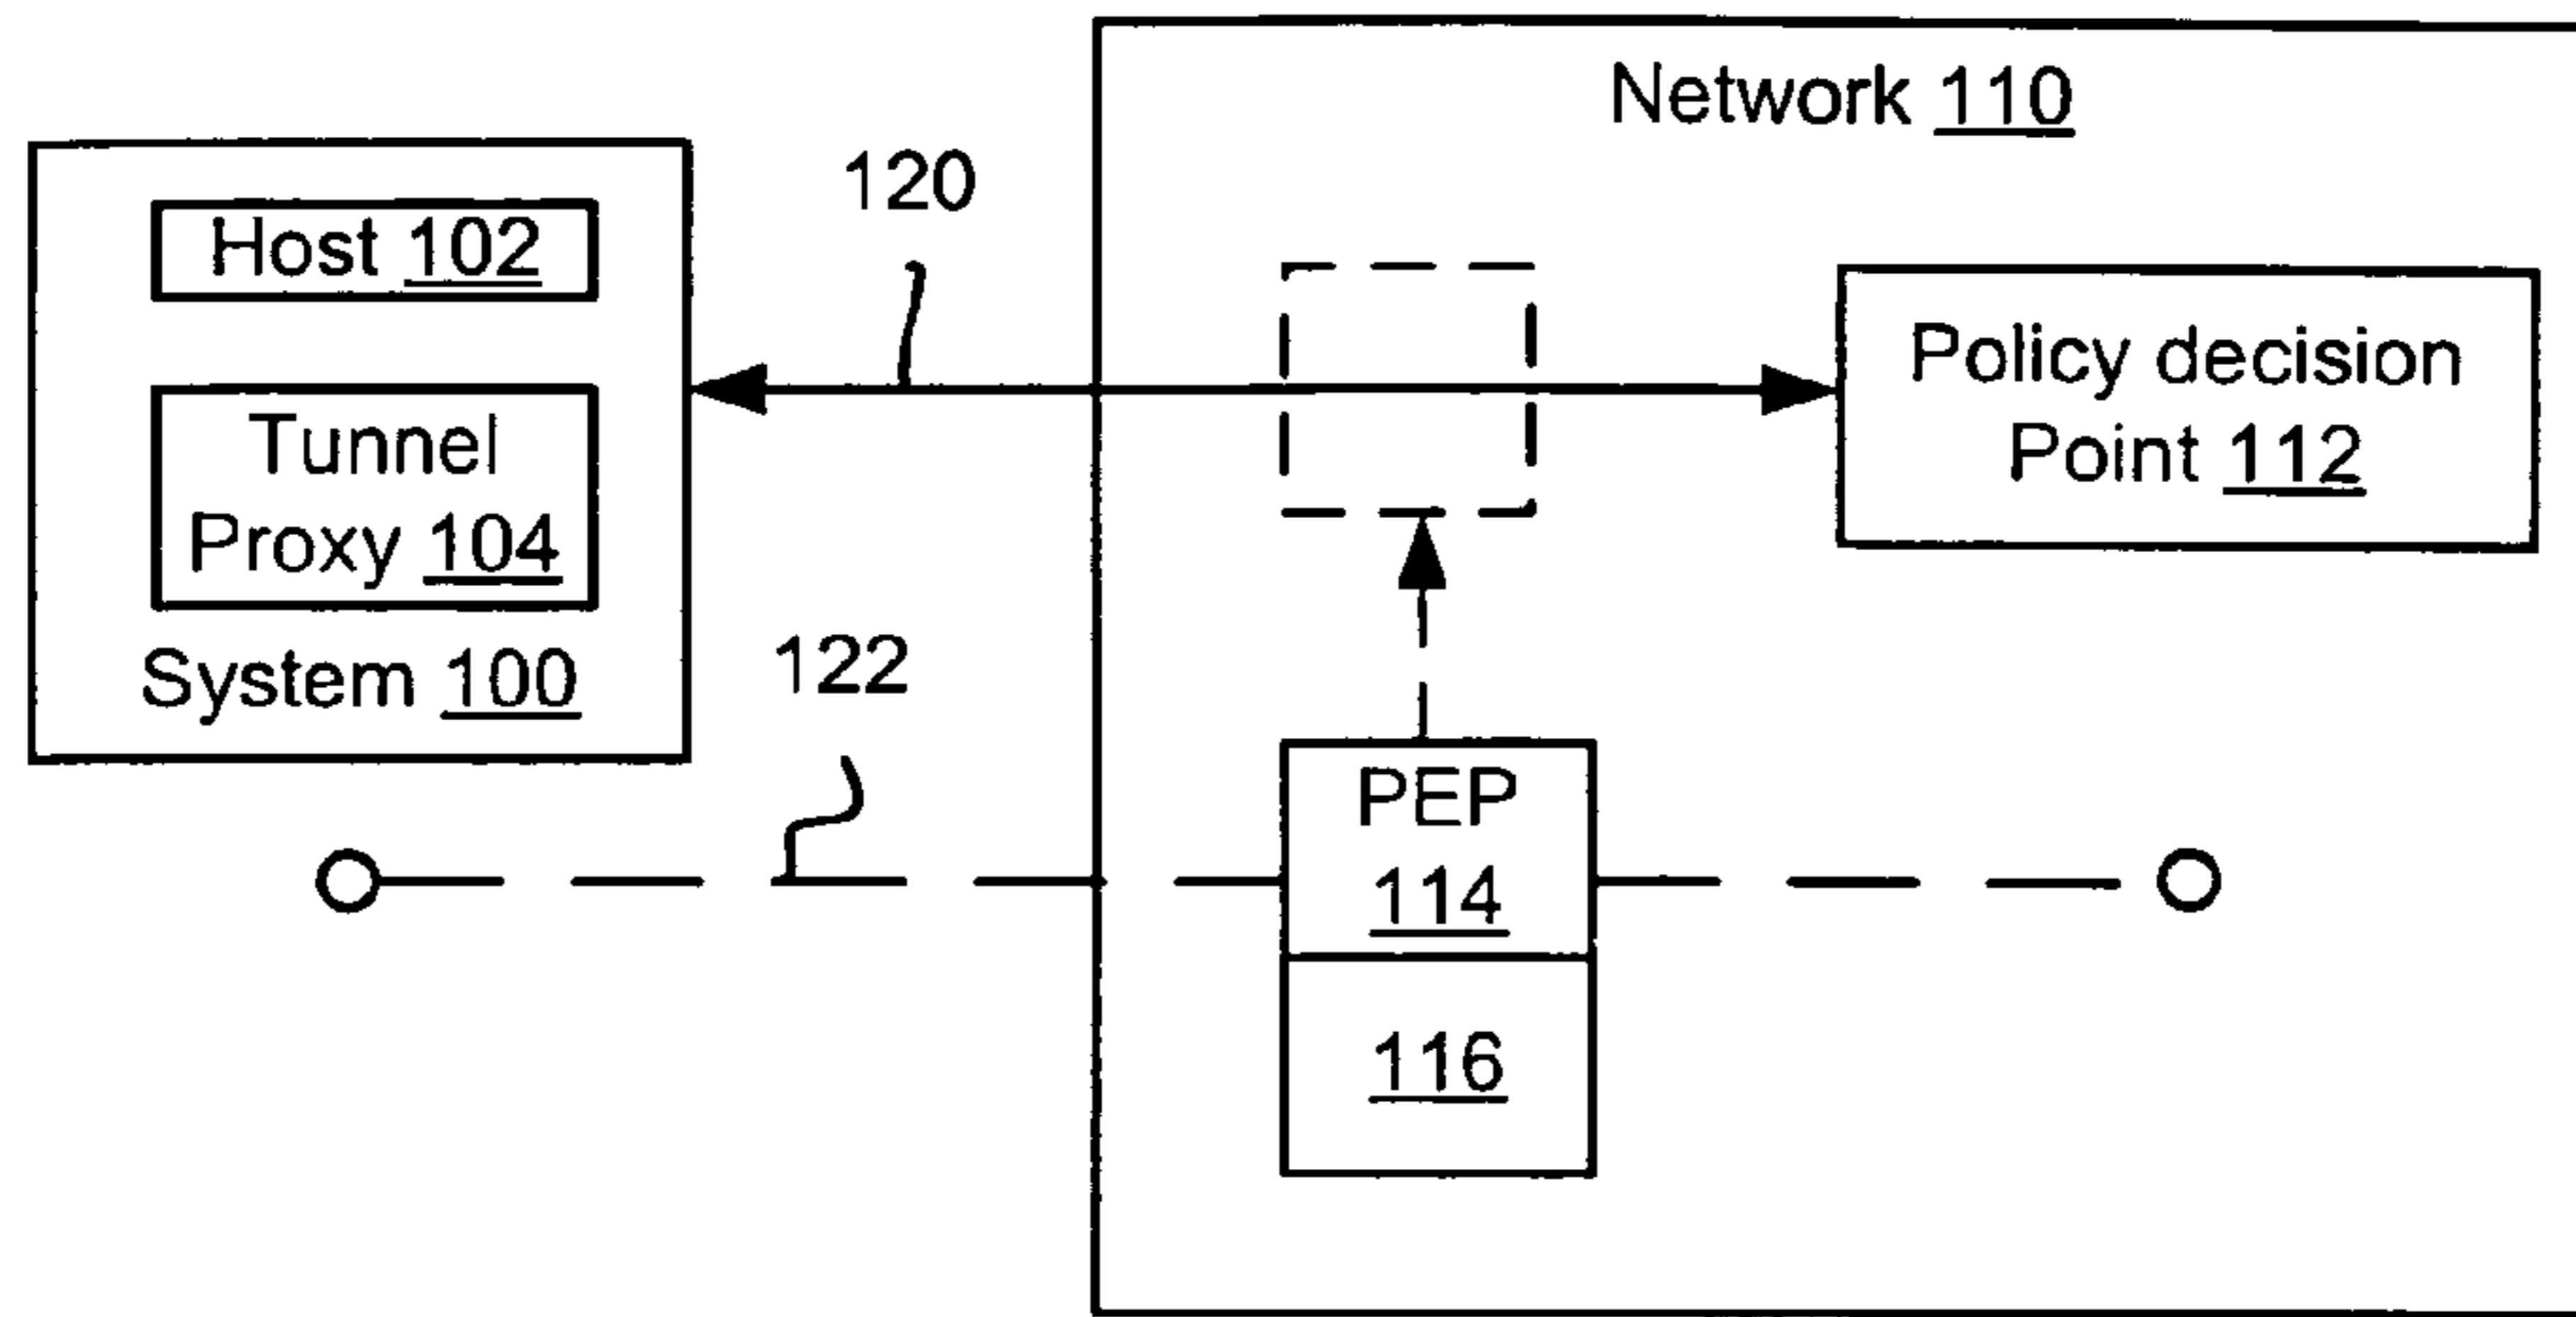 Network 110
120
Host 102
Tunnel
Proxy 104
System 100
Policy decision
Point 112
122
PEP
114
116